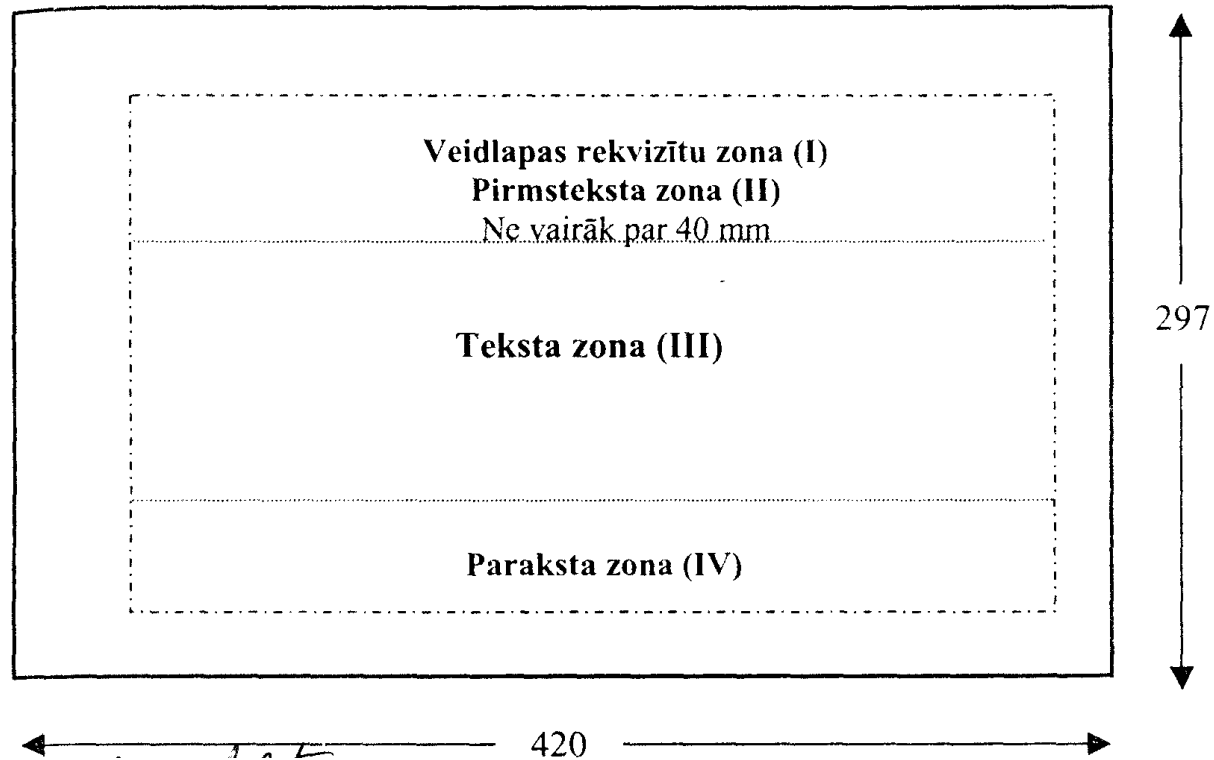 Veidlapas rekvizītu zona (I)
Pirmsteksta zona (II)
Ne vairāk par 40 mm
Teksta zona (III)
297
Paraksta zona (IV)
420